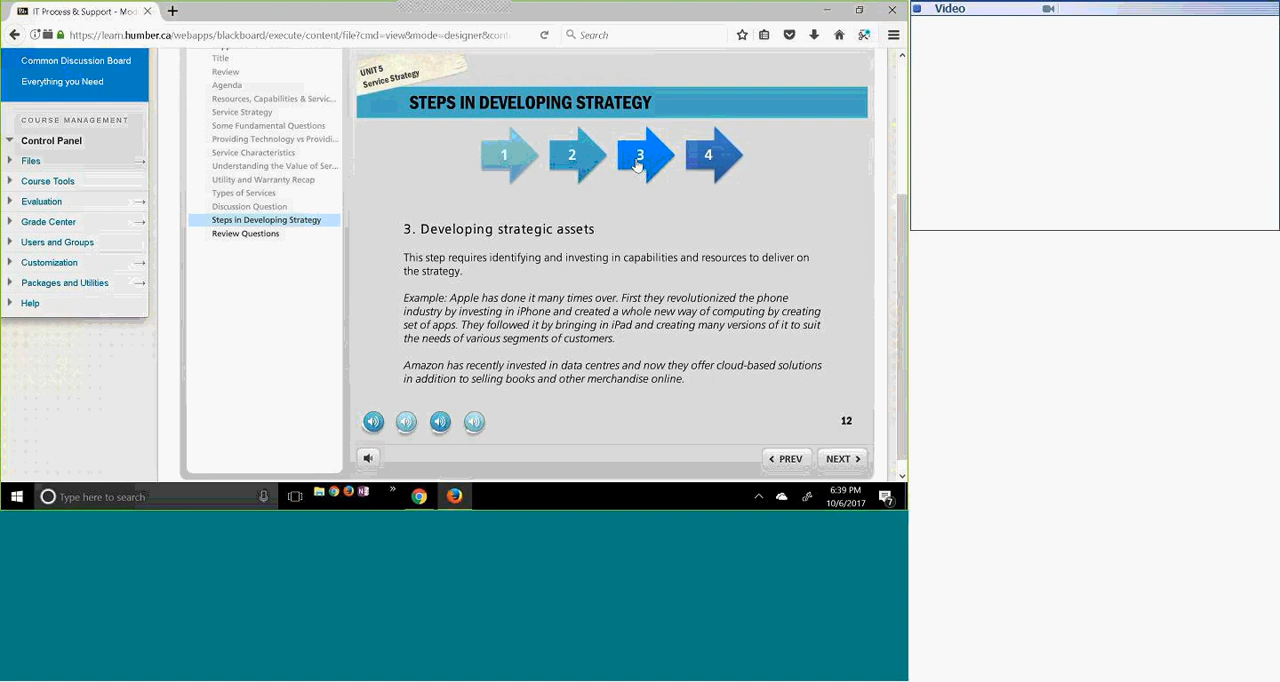 IT Process & Support - Mod
Video
https://learn.humber.ca/webapps/blackboard/execute/content/file?cmd=view&mode=designer&cont
Search
Common Discussion Board
Everything you Need
COURSE MANAGEMENT
Control Panel
Files
Course Tools
Evaluation
Grade Center
Users and Groups
Customization
Packages and Utilities
Help
Title
Review
Agenda
Resources, Capabilities & Servic...
Service Strategy
Some Fundamental Questions
Providing Technology vs Providi...
Service Characteristics
Understanding the Value of Ser...
Utility and Warranty Recap
Types of Services
Discussion Question
Steps in Developing Strategy
Review Questions
UNIT 5
Service Strategy
STEPS IN DEVELOPING STRATEGY
1 2 3 4
3. Developing strategic assets
This step requires identifying and investing in capabilities and resources to deliver on
the strategy.
Example: Apple has done it many times over. First they revolutionized the phone
industry by investing in iPhone and created a whole new way of computing by creating
set of apps. They followed it by bringing in iPad and creating many versions of it to suit
the needs of various segments of customers.
Amazon has recently invested in data centres and now they offer cloud-based solutions
in addition to selling books and other merchandise online.
12
PREV
NEXT
Type here to search
6:39 PM
10/6/2017
7